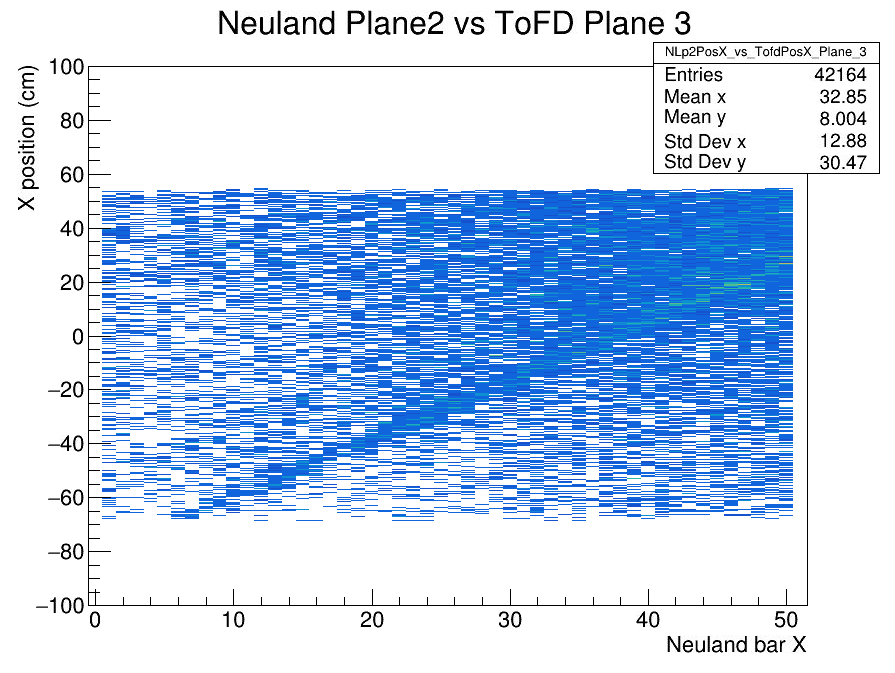 Neuland Plane2 vs ToFD Plane 3
NLp2PosX_vs_TofdPosX_Plane_3
Entries 42164
Mean x 32.85
Mean y 8.004
Std Dev x 12.88
Std Dev y 30.47
X position (cm)
100
80
60
40
20
0
−20
−40
−60
−80
−100
0 10 20 30 40 50
Neuland bar X